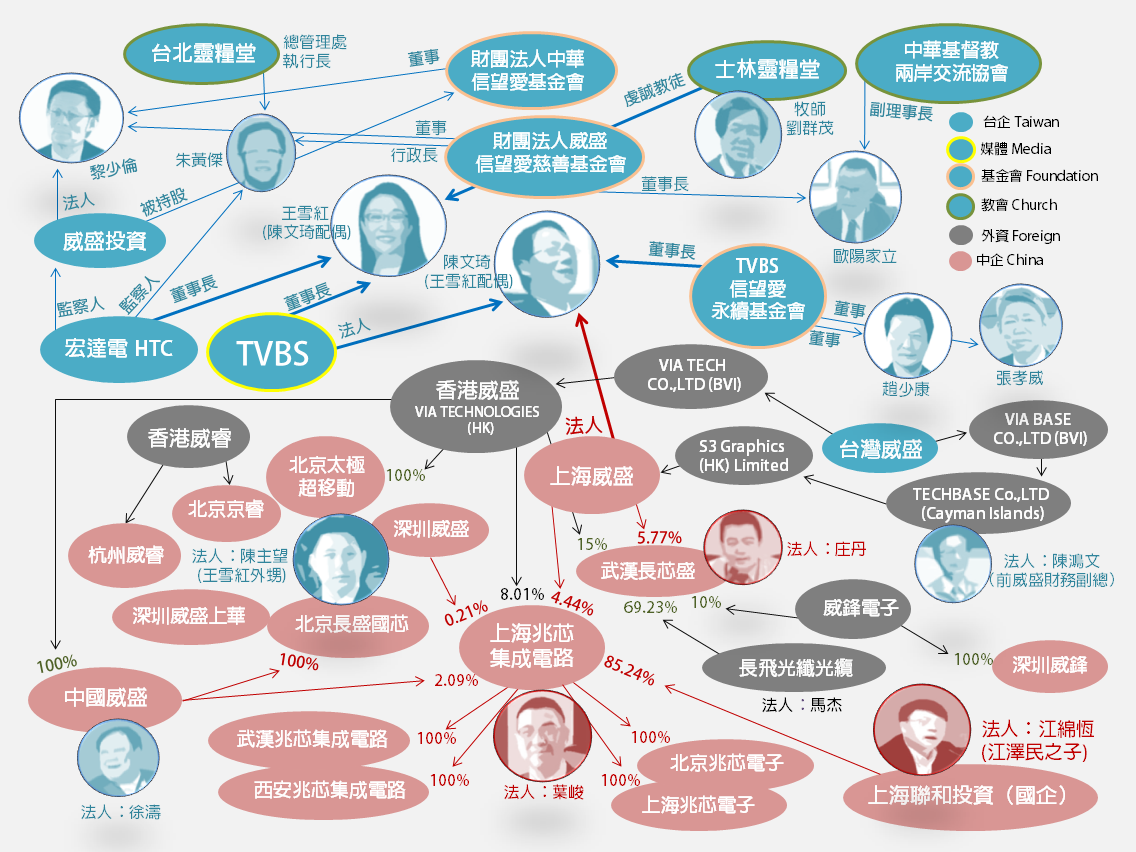 台北靈糧堂
總管理處
執行長
董事
財團法人中華
信望愛基金會
虔誠教徒
士林靈糧堂
中華基督教
兩岸交流協會
牧師
劉群茂
副理事長
台企 Taiwan
媒體 Media
基金會 Foundation
教會 Church
外資 Foreign
中企 China
黎少倫
朱黃傑
董事
行政長
財團法人威盛
信望愛慈善基金會
董事長
歐陽家立
法人
被持股
威盛投資
王雪紅
(陳文琦配偶)
陳文琦
(王雪紅配偶)
董事長
TVBS
信望愛
永續基金會
董事
董事
趙少康
張孝威
監察人
監察人
董事長
董事長
法人
宏達電 HTC
TVBS
香港威盛
VIA TECHNOLOGIES
(HK)
VIA TECH
CO.,LTD (BVI)
VIA BASE
CO.,LTD (BVI)
台灣威盛
S3 Graphics
(HK) Limited
TECHBASE Co.,LTD
(Cayman Islands)
法人
上海威盛
香港威睿
北京太極
超移動
100%
北京京睿
杭州威睿
深圳威盛
法人：陳主望
(王雪紅外甥)
深圳威盛上華
北京長盛國芯
15%
5.77%
武漢長芯盛
69.23%
10%
法人：庄丹
法人：陳鴻文
（前威盛財務副總）
威鋒電子
100%
深圳威鋒
長飛光纖光纜
法人：馬杰
8.01%
4.44%
0.21%
上海兆芯
集成電路
85.24%
2.09%
100%
100%
中國威盛
法人：徐濤
武漢兆芯集成電路
100%
西安兆芯集成電路
100%
法人：葉峻
100%
北京兆芯電子
100%
上海兆芯電子
法人：江綿恆
(江澤民之子)
上海聯和投資（國企）